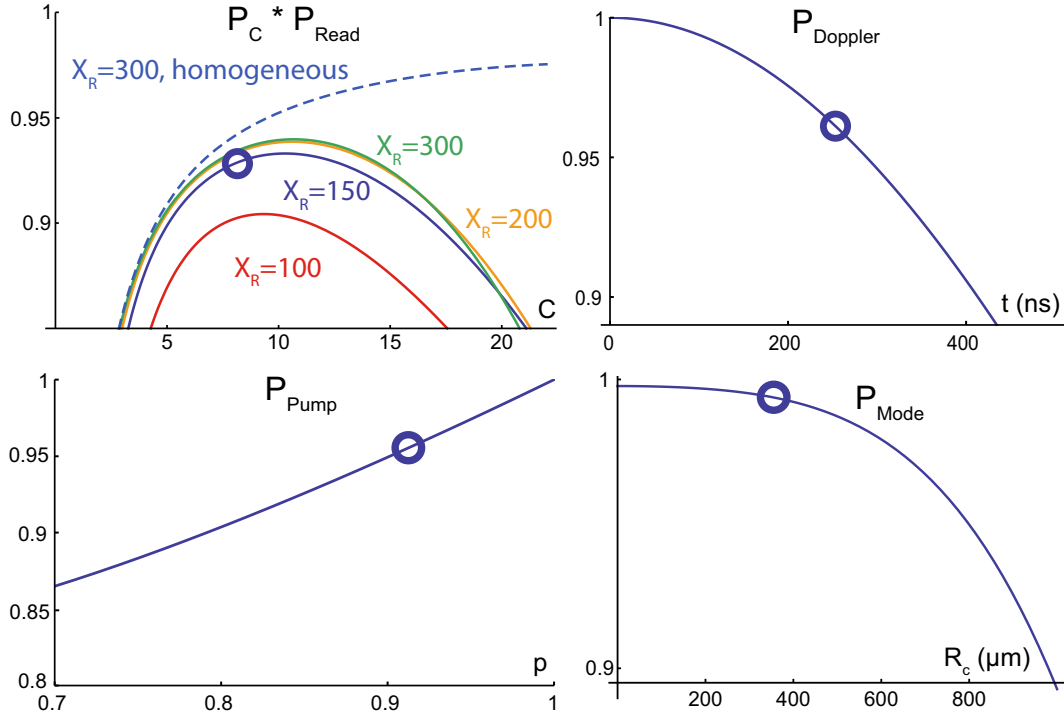 P_C * P_Read
1
0.95
0.9
X_R=300, homogeneous
X_R=300
X_R=150
X_R=200
X_R=100
5
10
15
20
C
P_Doppler
1
0.95
0.9
0
200
400
t (ns)
P_Pump
1
0.95
0.9
0.85
0.8
0.7
0.8
0.9
1
p
P_Mode
1
0.9
200
400
600
800
R_c (µm)